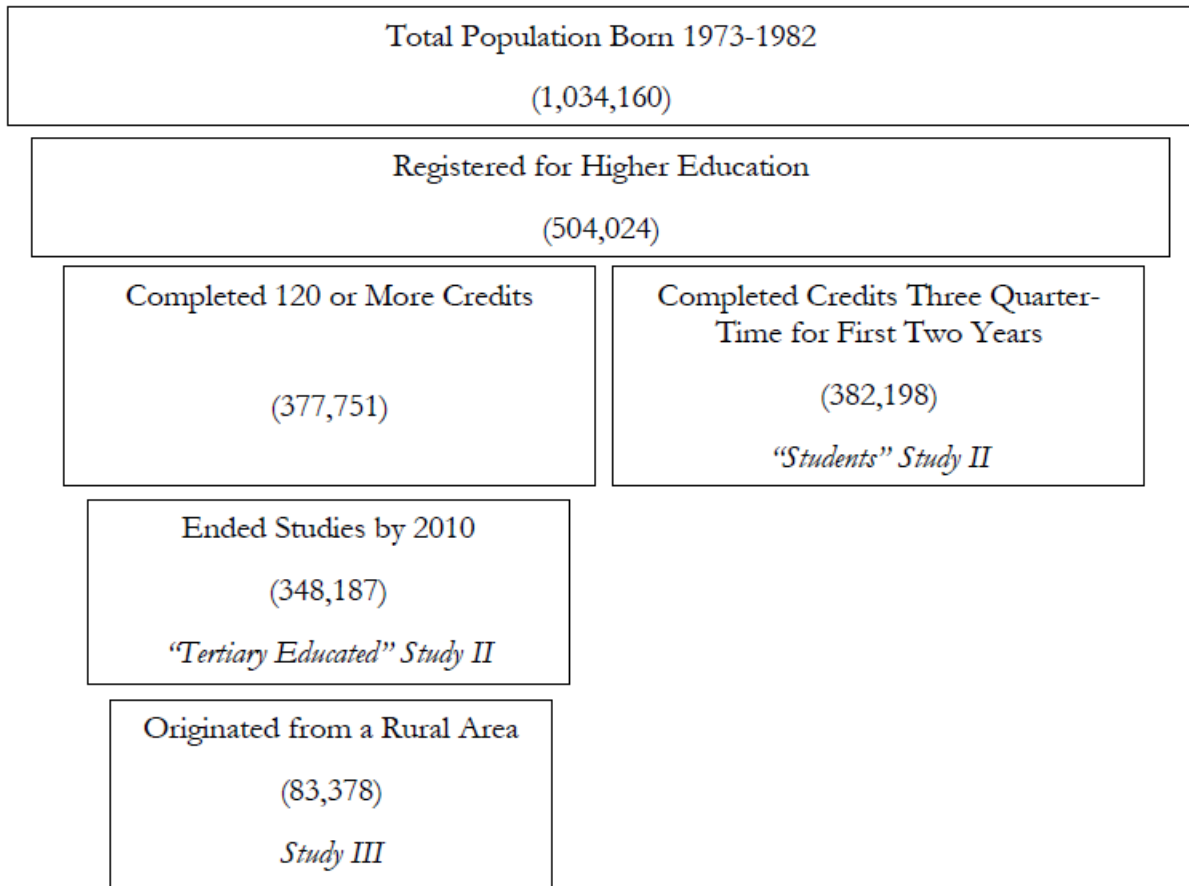 Total Population Born 1973-1982
(1,034,160)
Registered for Higher Education
(504,024)
Completed 120 or More Credits
(377,751)
Completed Credits Three Quarter-
Time for First Two Years
(382,198)
“Students” Study II
Ended Studies by 2010
(348,187)
“Tertiary Educated” Study II
Originated from a Rural Area
(83,378)
Study III